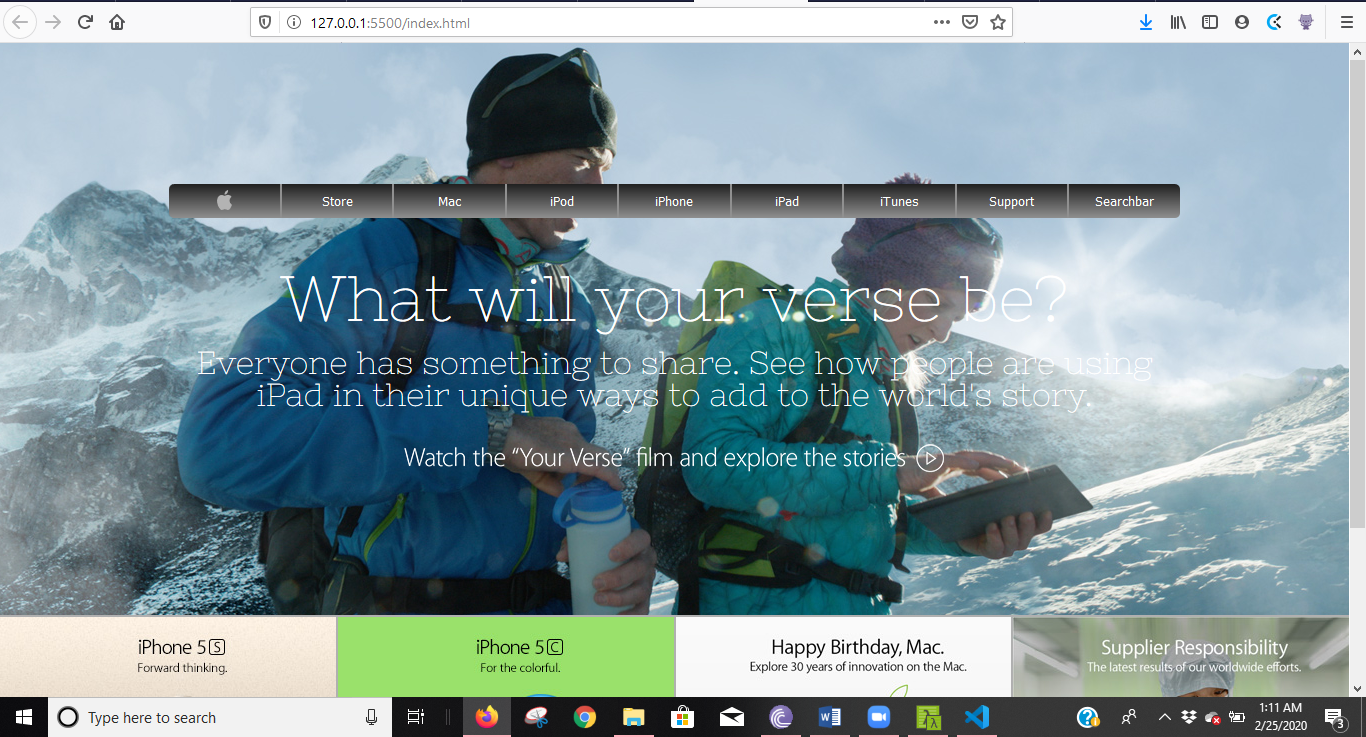 127.0.0.1:5500/index.html
Store Mac iPod iPhone iPad iTunes Support Searchbar
What will your verse be?
Everyone has something to share. See how people are using
iPad in their unique ways to add to the world's story.
Watch the “Your Verse” film and explore the stories
iPhone 5S
Forward thinking.
iPhone 5C
For the colorful.
Happy Birthday, Mac.
Explore 30 years of innovation on the Mac.
Supplier Responsibility
The latest results of our worldwide efforts.
Type here to search
1:11 AM
2/25/2020
3